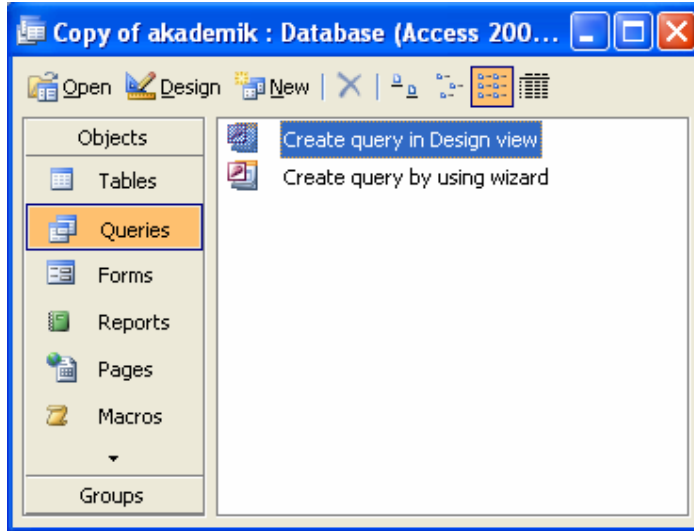 Copy of akademik : Database (Access 200...
Open Design New
Objects
Tables
Queries
Forms
Reports
Pages
Macros
Groups
Create query in Design view
Create query by using wizard